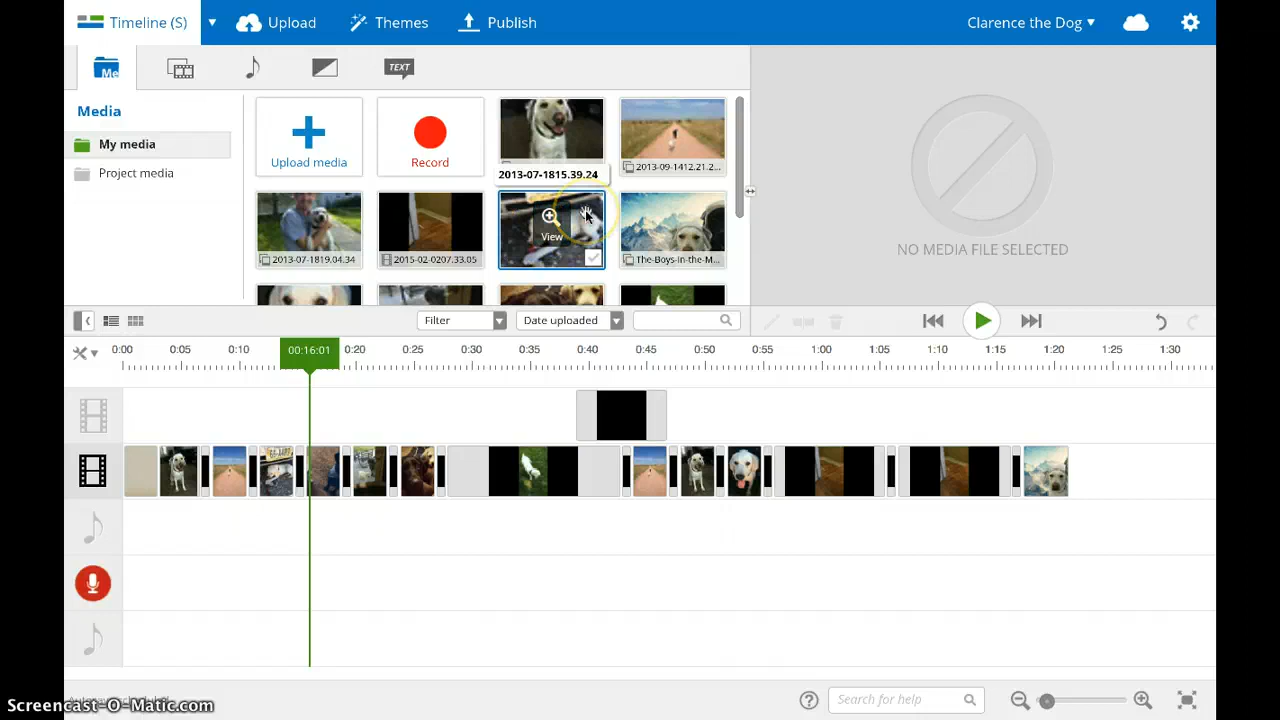 Timeline (S)
Upload
Themes
Publish
Clarence the Dog
Me
TEXT
Media
My media
Project media
Upload media
Record
2013-09-1412.21.2...
2013-07-1815.39.24
2013-07-1819.04.34
2015-02-0207.33.05
View
The-Boys-in-the-M...
NO MEDIA FILE SELECTED
Filter
Date uploaded
0:00
0:05
0:10
00:16:01
0:20
0:25
0:30
0:35
0:40
0:45
0:50
0:55
1:00
1:05
1:10
1:15
1:20
1:25
1:30
Screencast-O-Matic.com
Search for help